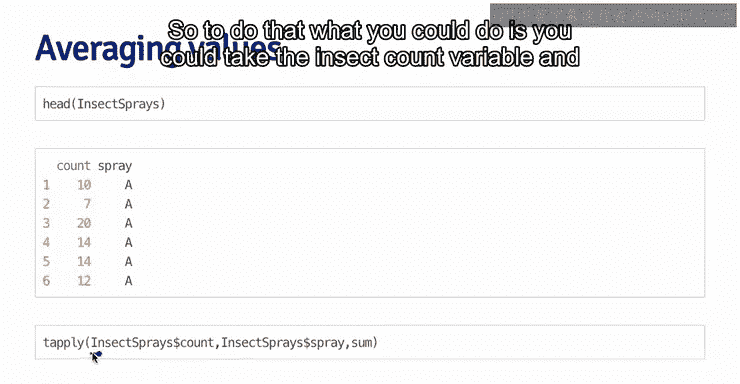 So to do that what you could do is you
Averaging values
could take the insect count variable and
head(InsectSprays)
count spray
1 10 A
2 7 A
3 20 A
4 14 A
5 14 A
6 12 A
tapply(InsectSprays$count,InsectSprays$spray,sum)